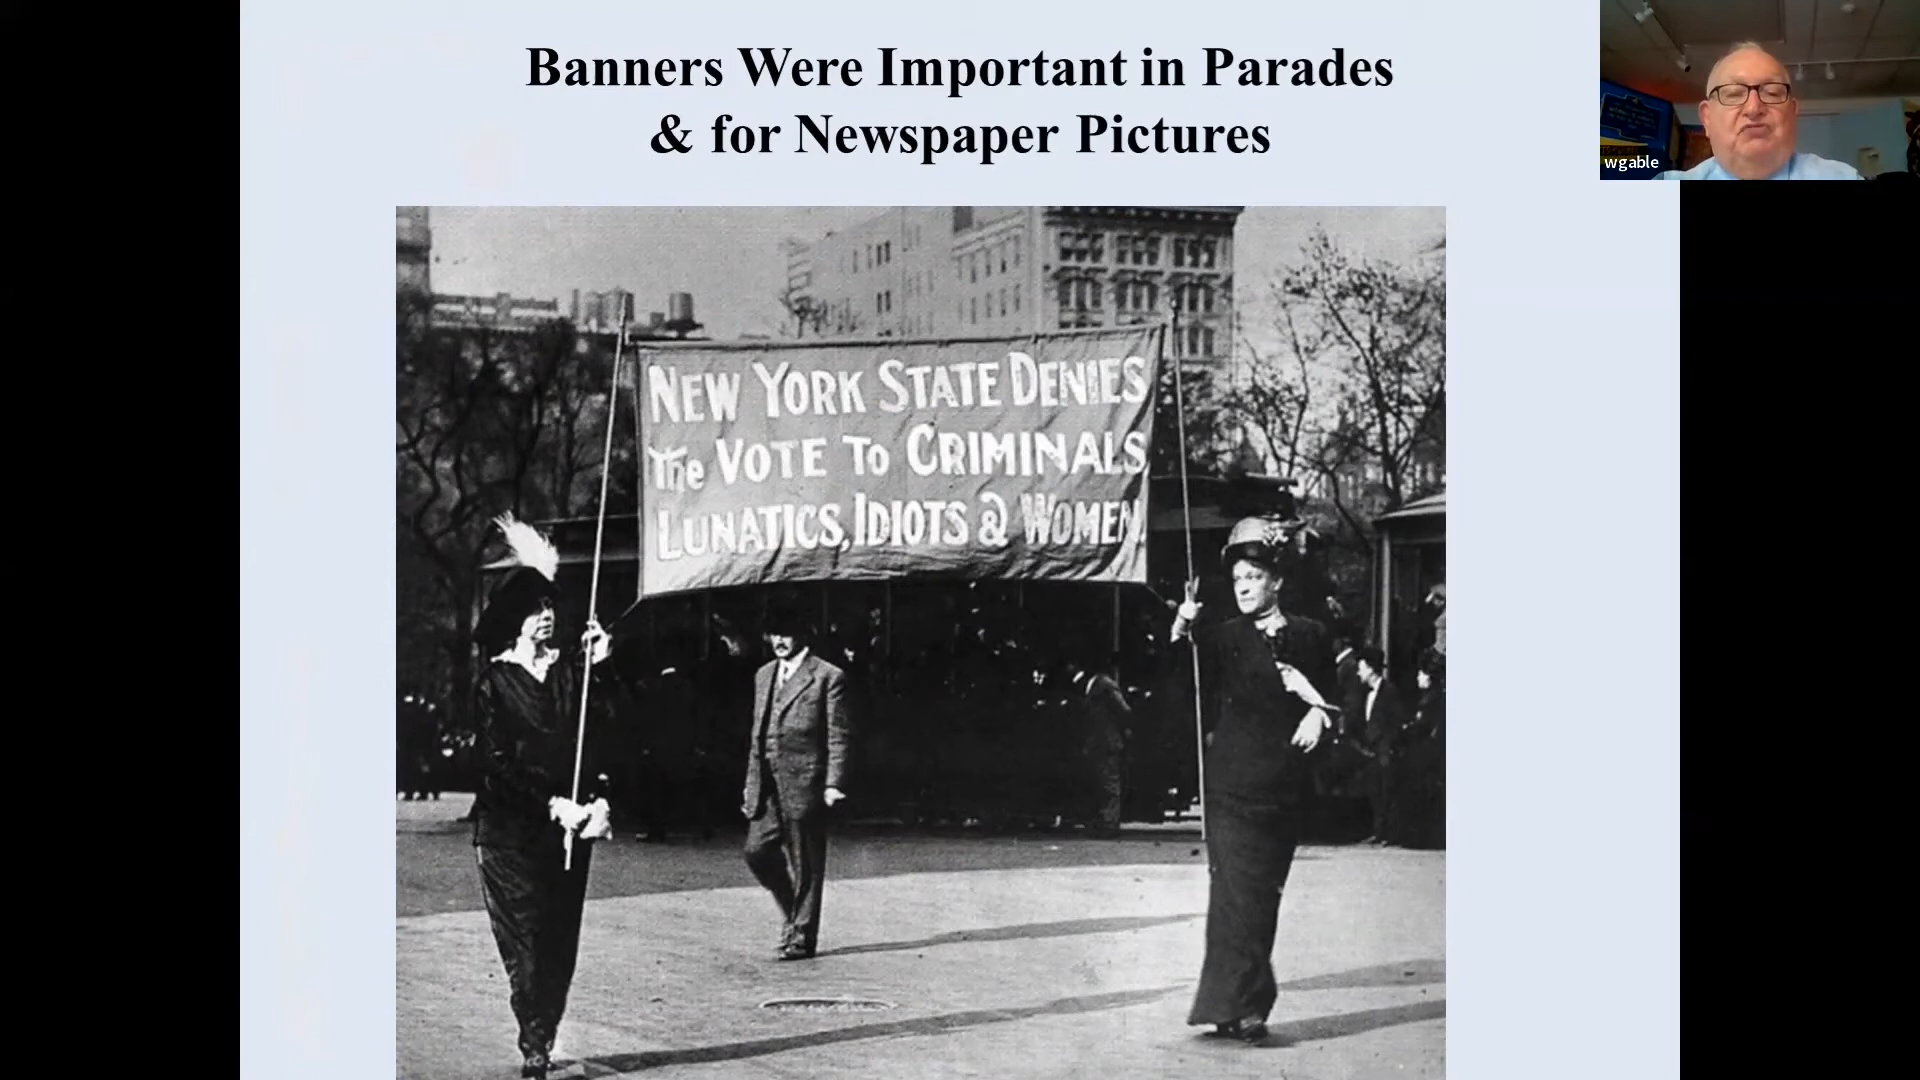 Banners Were Important in Parades
& for Newspaper Pictures
wgable
NEW YORK STATE DENIES
The VOTE TO CRIMINALS
LUNATICS, IDIOTS & WOMEN.